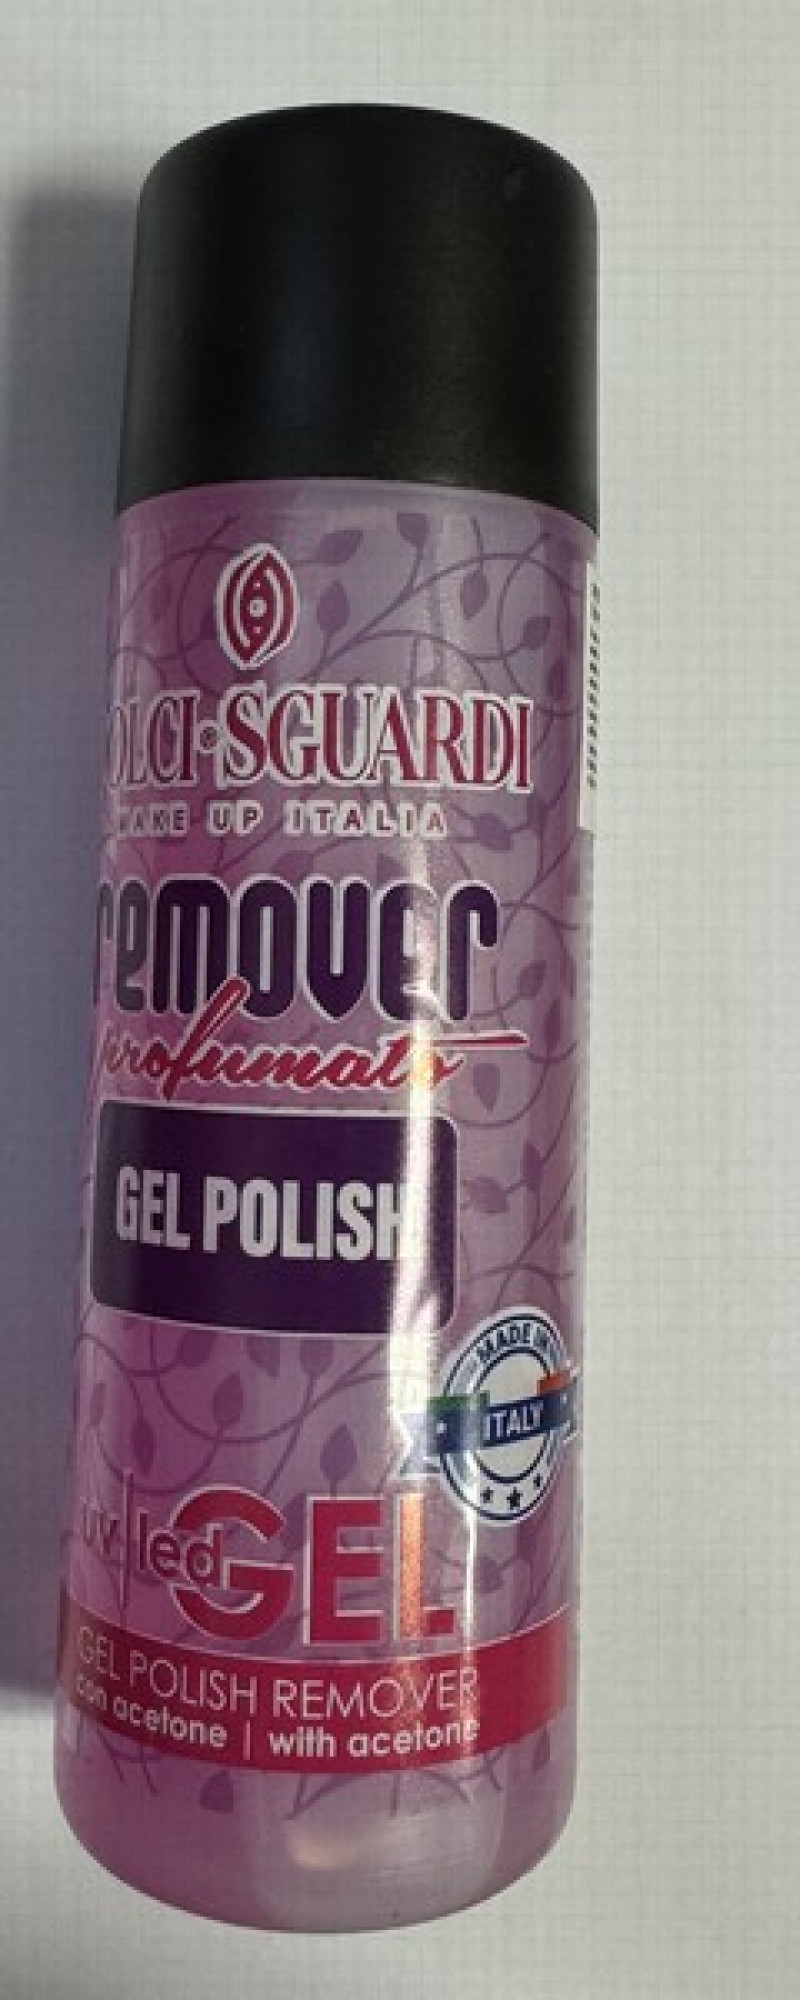 OLCI®SGUARDI
MAKE UP ITALIA
remover
profumato
GEL POLISH
MADE IN
ITALY
uv led GEL
GEL POLISH REMOVER
con acetone | with acetone